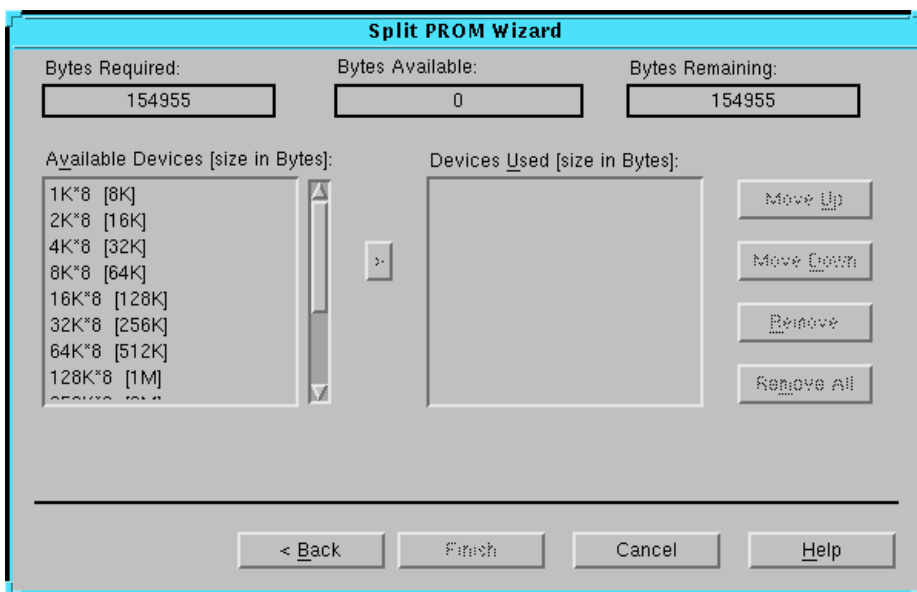 Split PROM Wizard
Bytes Required: Bytes Available: Bytes Remaining:
154955 0 154955
Available Devices [size in Bytes]: Devices Used [size in Bytes]:
1K*8 [8K]
2K*8 [16K]
4K*8 [32K]
8K*8 [64K]
16K*8 [128K]
32K*8 [256K]
64K*8 [512K]
128K*8 [1M]
>
Move Up
Move Down
Remove
Remove All
< Back Finish Cancel Help